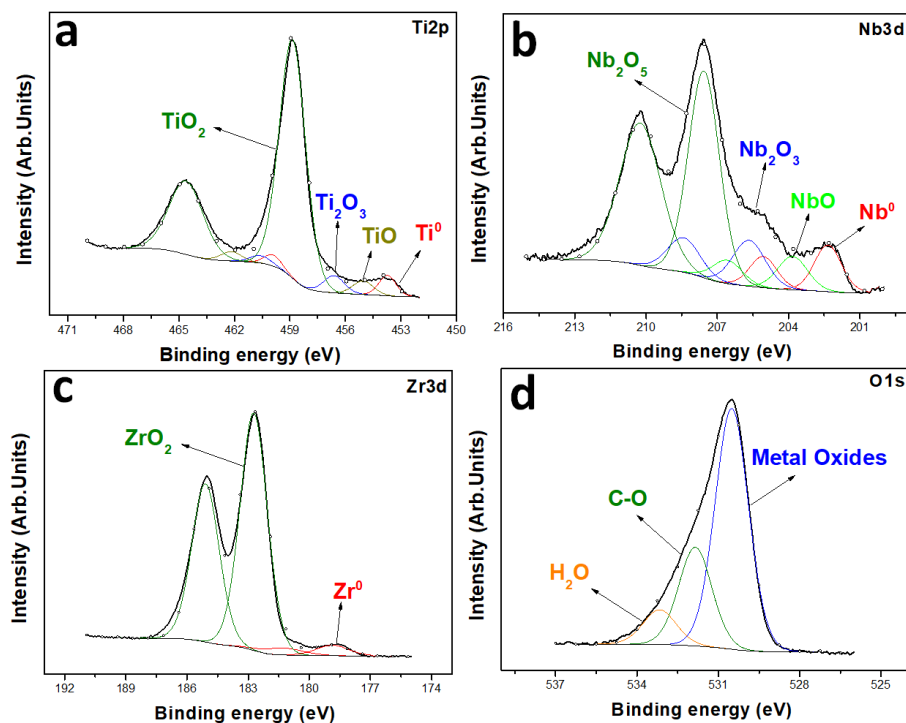 a
Ti2p
TiO₂
Ti₂O₃
TiO
Ti⁰
Intensity (Arb.Units)
471 468 465 462 459 456 453 450
Binding energy (eV)
b
Nb3d
Nb₂O₅
Nb₂O₃
NbO
Nb⁰
Intensity (Arb.Units)
216 213 210 207 204 201
Binding energy (eV)
c
Zr3d
ZrO₂
Zr⁰
Intensity (Arb.Units)
192 189 186 183 180 177 174
Binding energy (eV)
d
O1s
Metal Oxides
C-O
H₂O
Intensity (Arb.Units)
537 534 531 528 525
Binding energy (eV)